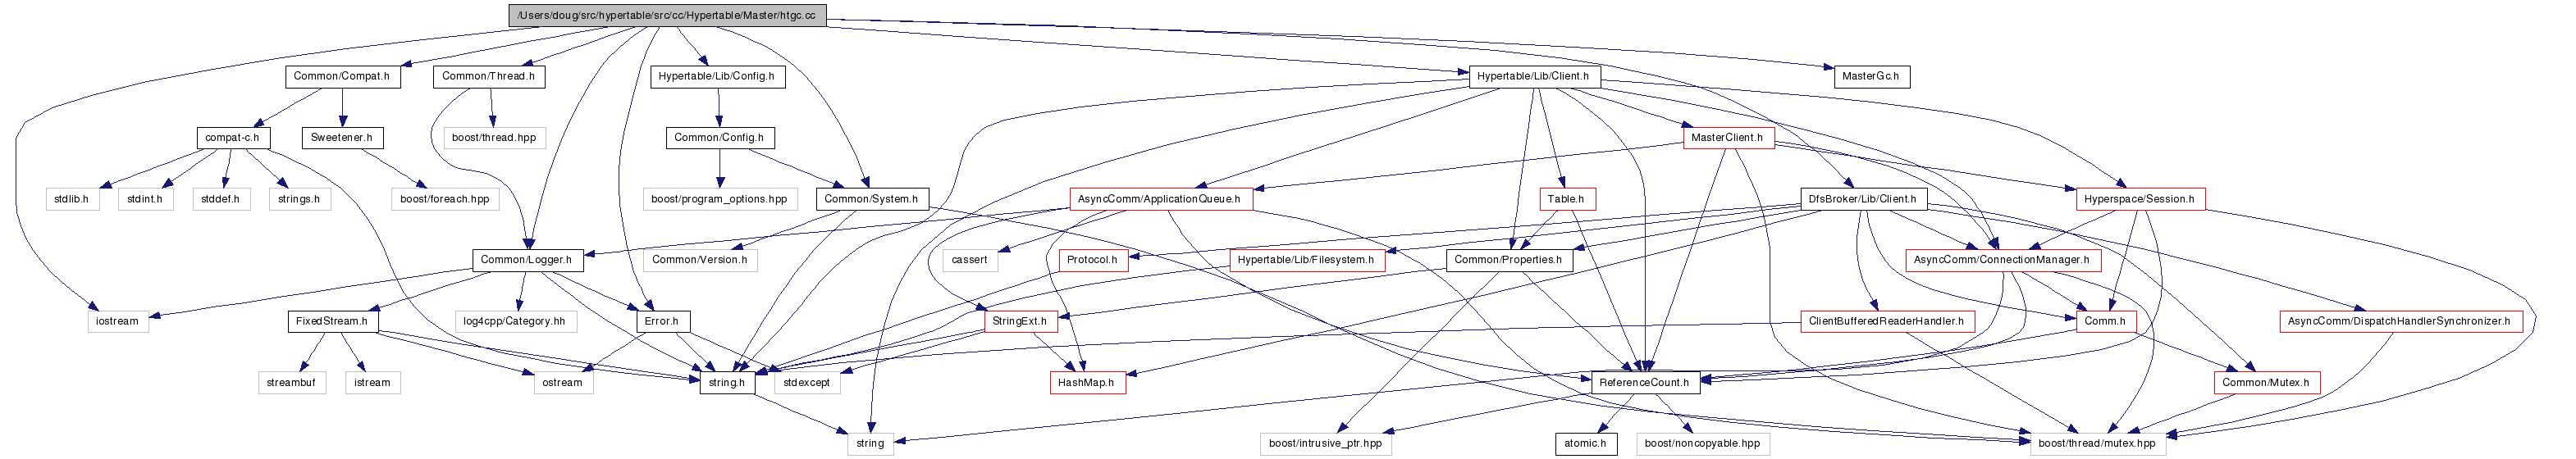 /Users/doug/src/hypertable/src/cc/Hypertable/Master/htgc.cc
Common/Compat.h
Common/Thread.h
Hypertable/Lib/Config.h
Hypertable/Lib/Client.h
MasterGc.h
compat-c.h
Sweetener.h
boost/thread.hpp
Common/Config.h
MasterClient.h
stdlib.h
stdint.h
stddef.h
strings.h
boost/foreach.hpp
boost/program_options.hpp
Common/System.h
AsyncComm/ApplicationQueue.h
Table.h
DfsBroker/Lib/Client.h
Hyperspace/Session.h
Common/Logger.h
Common/Version.h
cassert
Protocol.h
Hypertable/Lib/Filesystem.h
Common/Properties.h
AsyncComm/ConnectionManager.h
iostream
FixedStream.h
log4cpp/Category.hh
Error.h
StringExt.h
ClientBufferedReaderHandler.h
Comm.h
AsyncComm/DispatchHandlerSynchronizer.h
streambuf
istream
ostream
string.h
stdexcept
HashMap.h
ReferenceCount.h
Common/Mutex.h
string
boost/intrusive_ptr.hpp
atomic.h
boost/noncopyable.hpp
boost/thread/mutex.hpp